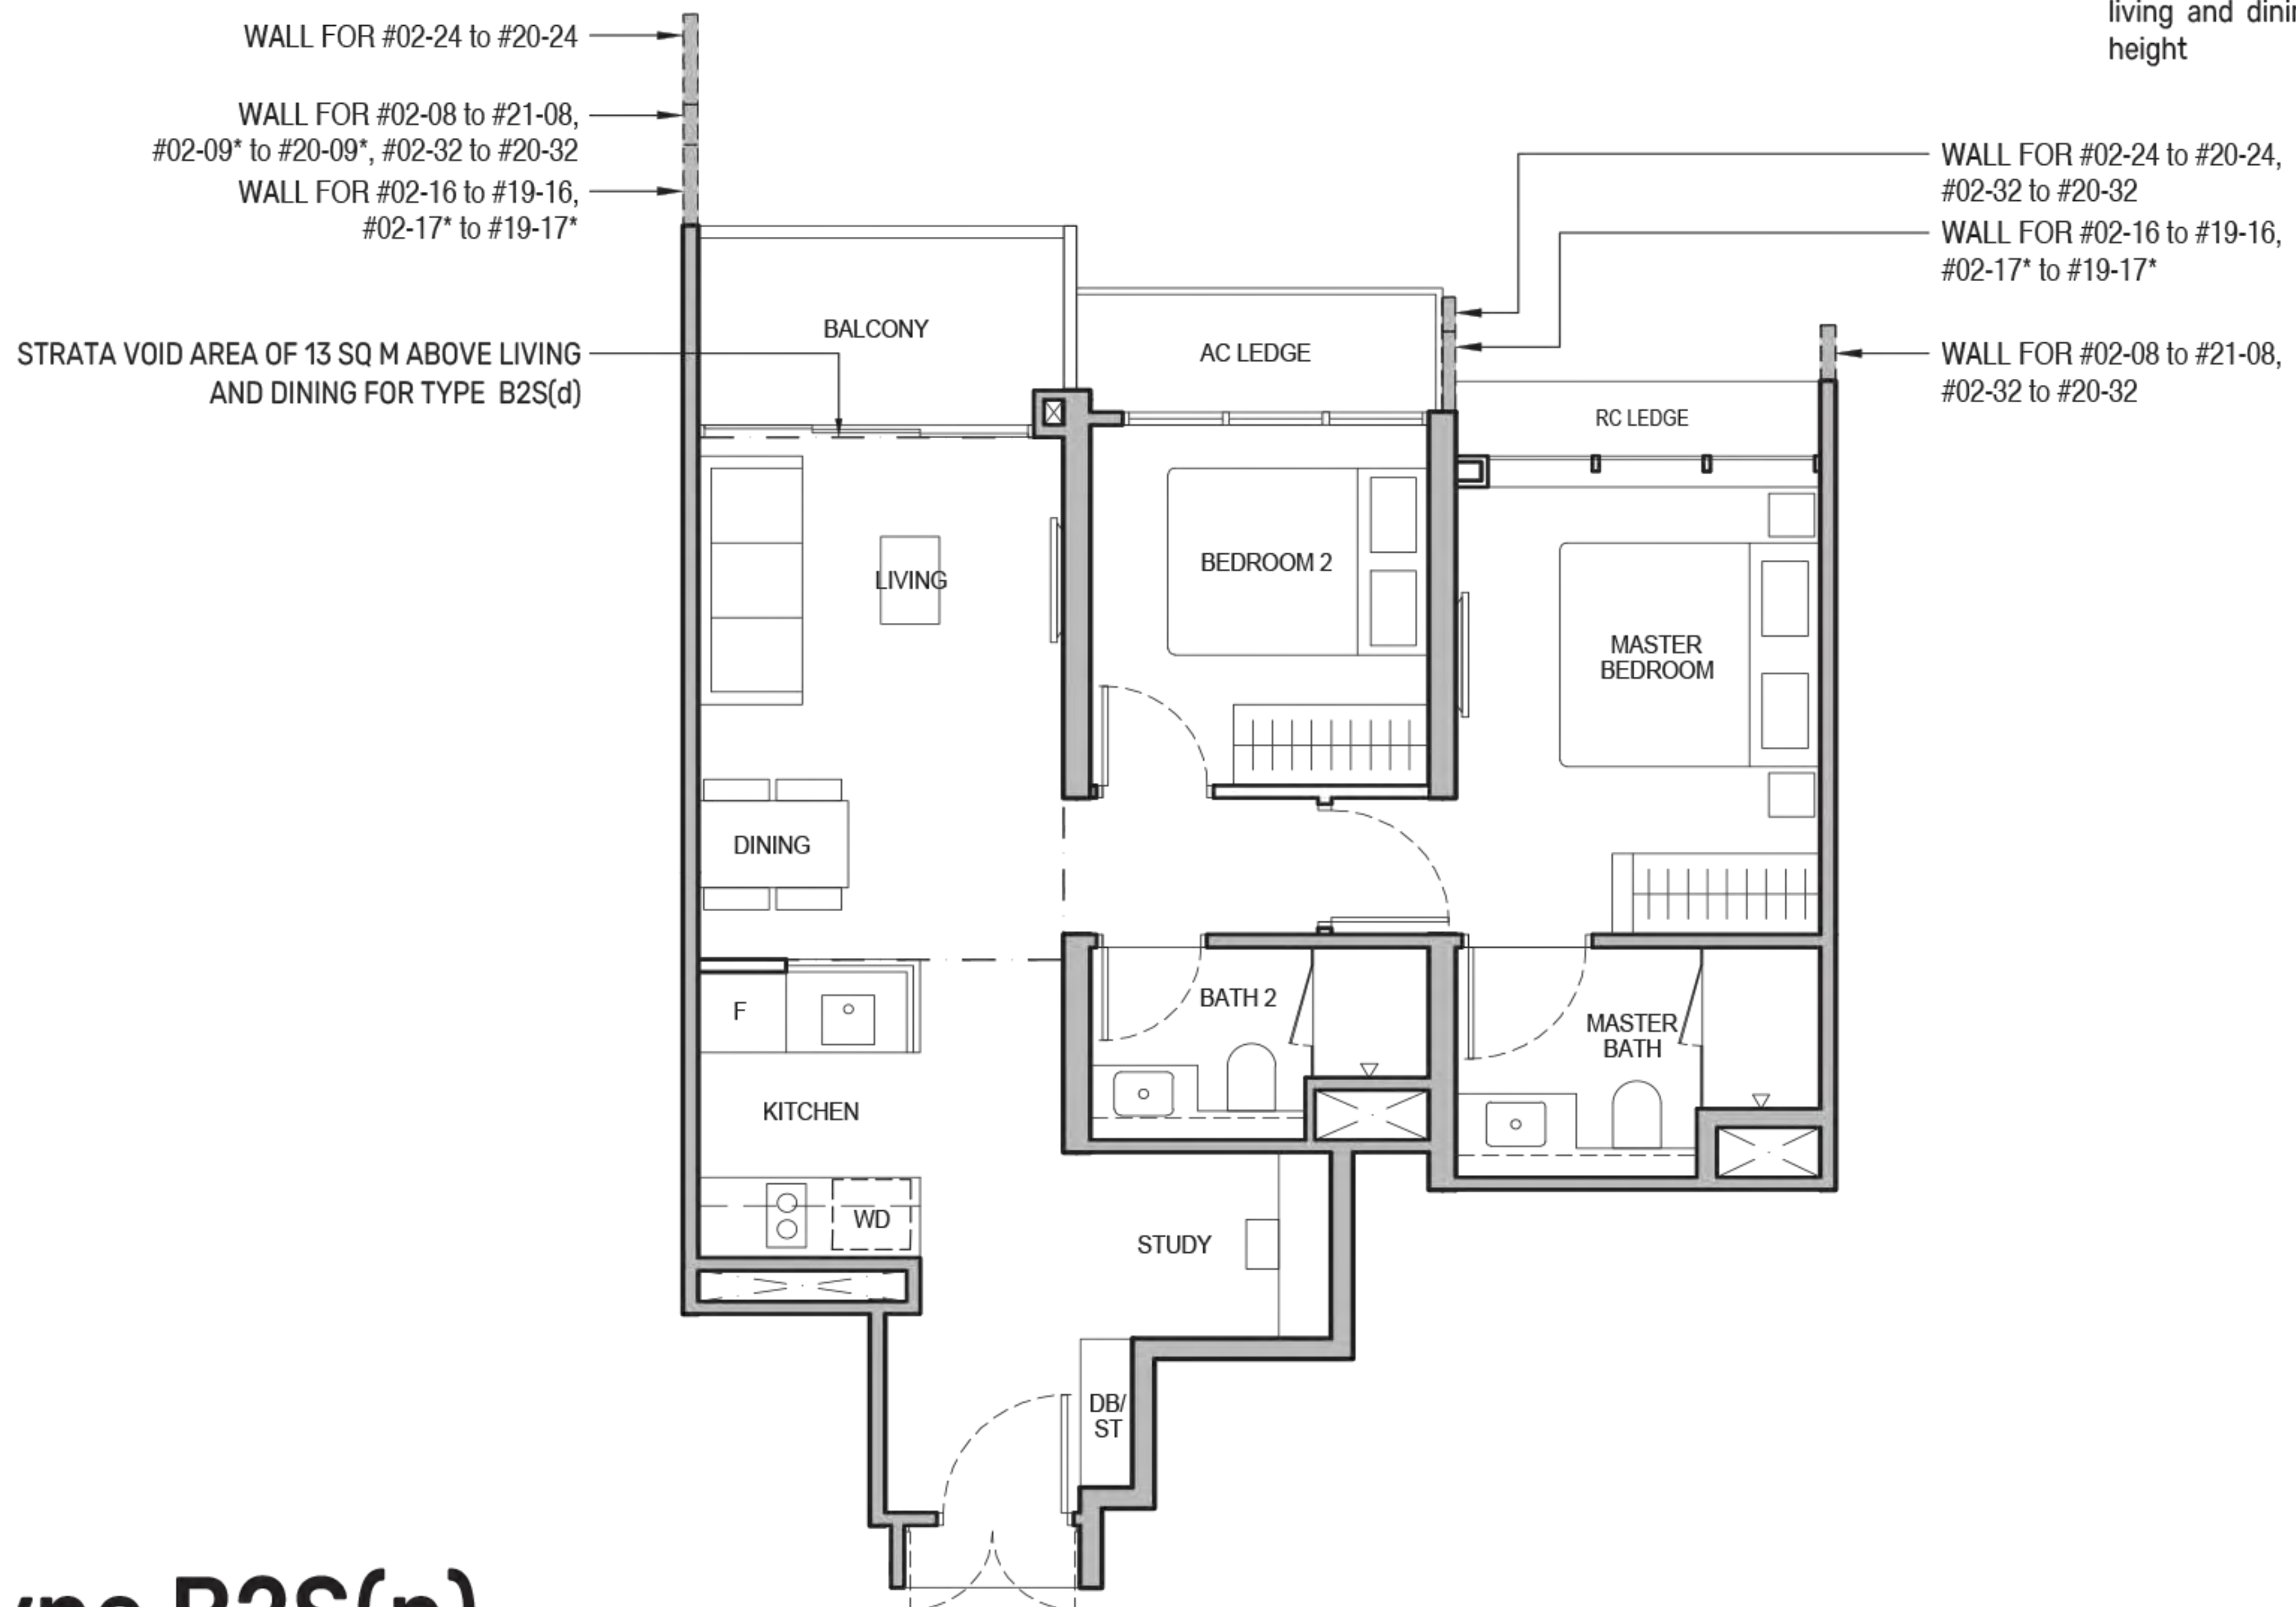 living and dinin
height
WALL FOR #02-24 to #20-24
WALL FOR #02-08 to #21-08,
#02-09* to #20-09*, #02-32 to #20-32
WALL FOR #02-16 to #19-16,
#02-17* to #19-17*
STRATA VOID AREA OF 13 SQ M ABOVE LIVING
AND DINING FOR TYPE B2S(d)
WALL FOR #02-24 to #20-24,
#02-32 to #20-32
WALL FOR #02-16 to #19-16,
#02-17* to #19-17*
WALL FOR #02-08 to #21-08,
#02-32 to #20-32
BALCONY
AC LEDGE
RC LEDGE
LIVING
BEDROOM 2
MASTER
BEDROOM
DINING
F
BATH 2
MASTER
BATH
KITCHEN
WD
STUDY
DB/
ST
B2S(p)